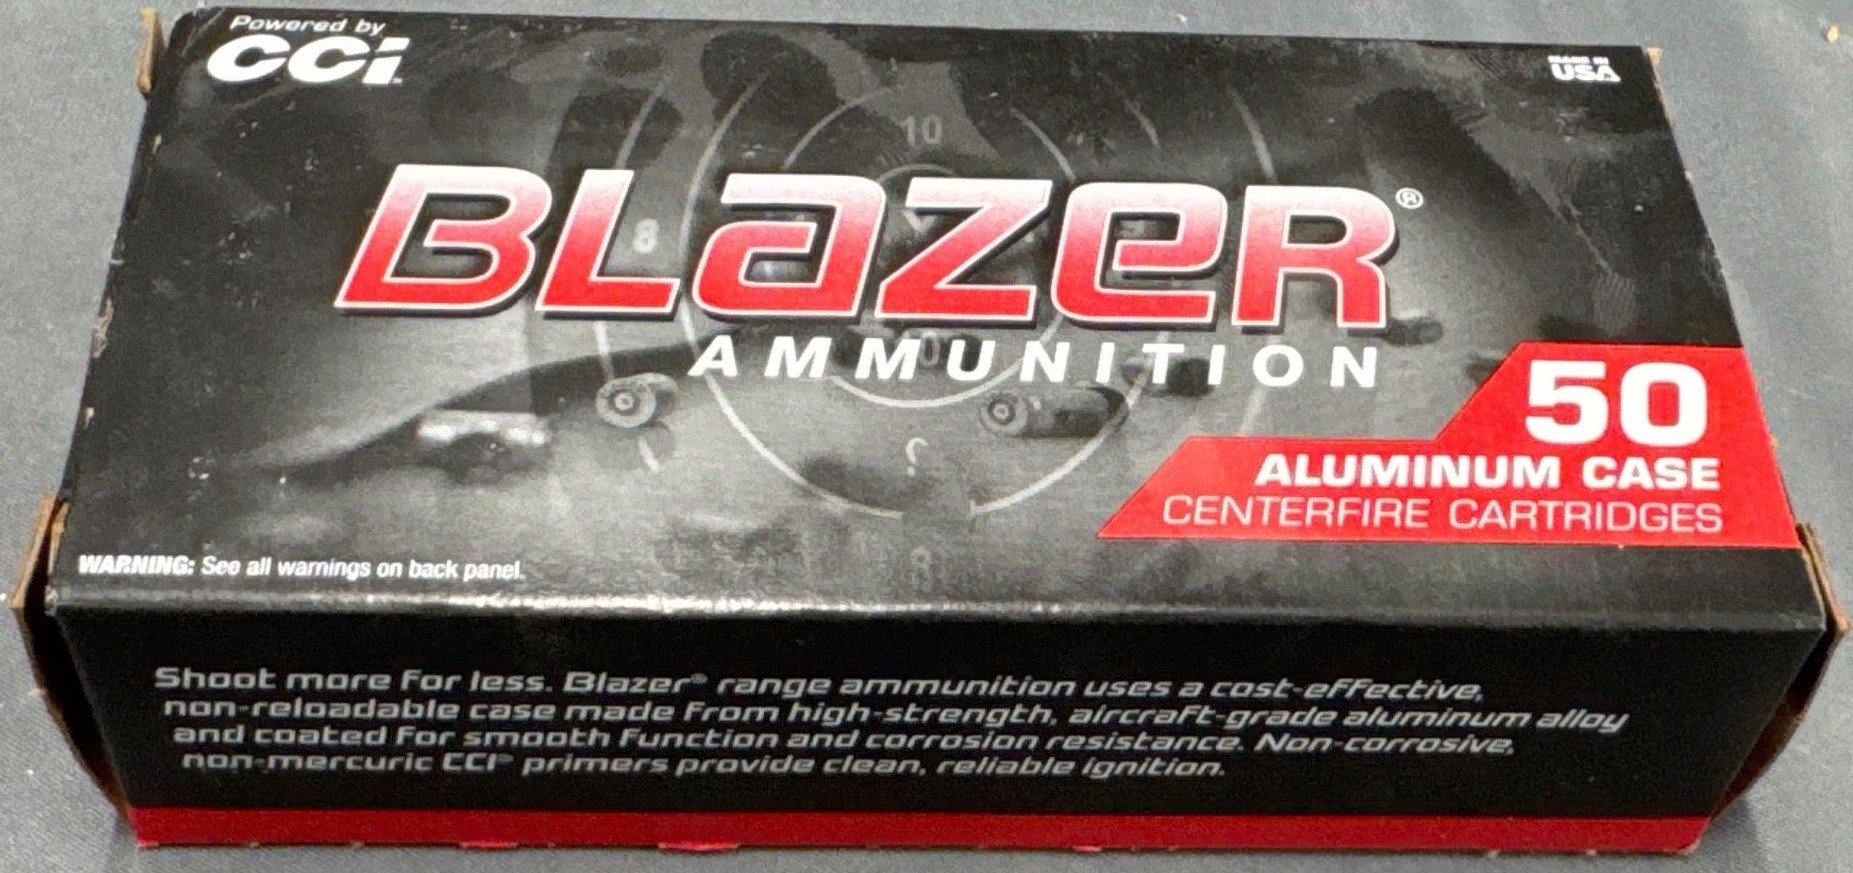 Powered by
CCI
MADE IN
USA
10
8
BLazeR®
AMMUNITION
50
ALUMINUM CASE
CENTERFIRE CARTRIDGES
WARNING: See all warnings on back panel.
Shoot more for less. Blazer® range ammunition uses a cost-effective,
non-reloadable case made from high-strength, aircraft-grade aluminum alloy
and coated for smooth function and corrosion resistance. Non-corrosive,
non-mercuric CCI® primers provide clean, reliable ignition.